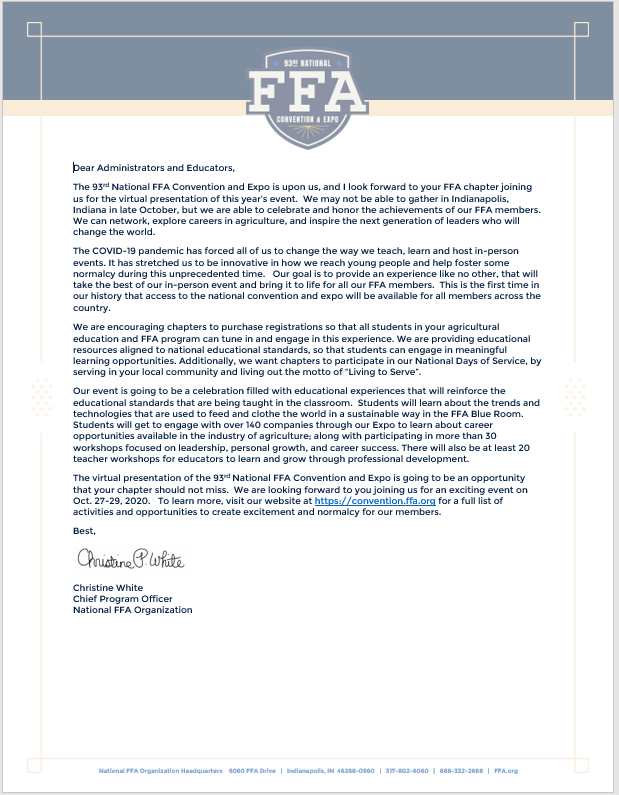 93RD NATIONAL
FFA
CONVENTION & EXPO
Dear Administrators and Educators,
The 93rd National FFA Convention and Expo is upon us, and I look forward to your FFA chapter joining
us for the virtual presentation of this year's event.  We may not be able to gather in Indianapolis,
Indiana in late October, but we are able to celebrate and honor the achievements of our FFA members.
We can network, explore careers in agriculture, and inspire the next generation of leaders who will
change the world.
The COVID-19 pandemic has forced all of us to change the way we teach, learn and host in-person
events. It has stretched us to be innovative in how we reach young people and help foster some
normalcy during this unprecedented time.   Our goal is to provide an experience like no other, that will
take the best of our in-person event and bring it to life for all our FFA members.  This is the first time in
our history that access to the national convention and expo will be available for all members across the
country.
We are encouraging chapters to purchase registrations so that all students in your agricultural
education and FFA program can tune in and engage in this experience. We are providing educational
resources aligned to national educational standards, so that students can engage in meaningful
learning opportunities. Additionally, we want chapters to participate in our National Days of Service, by
serving in your local community and living out the motto of "Living to Serve".
Our event is going to be a celebration filled with educational experiences that will reinforce the
educational standards that are being taught in the classroom.  Students will learn about the trends and
technologies that are used to feed and clothe the world in a sustainable way in the FFA Blue Room.
Students will get to engage with over 140 companies through our Expo to learn about career
opportunities available in the industry of agriculture; along with participating in more than 30
workshops focused on leadership, personal growth, and career success. There will also be at least 20
teacher workshops for educators to learn and grow through professional development.
The virtual presentation of the 93rd National FFA Convention and Expo is going to be an opportunity
that your chapter should not miss.  We are looking forward to you joining us for an exciting event on
Oct. 27-29, 2020.   To learn more, visit our website at https://convention.ffa.org for a full list of
activities and opportunities to create excitement and normalcy for our members.
Best,
Christine P. White
Christine White
Chief Program Officer
National FFA Organization
National FFA Organization Headquarters   6060 FFA Drive   |   Indianapolis, IN 46268-0960   |   317-802-6060   |   888-332-2668   |   FFA.org